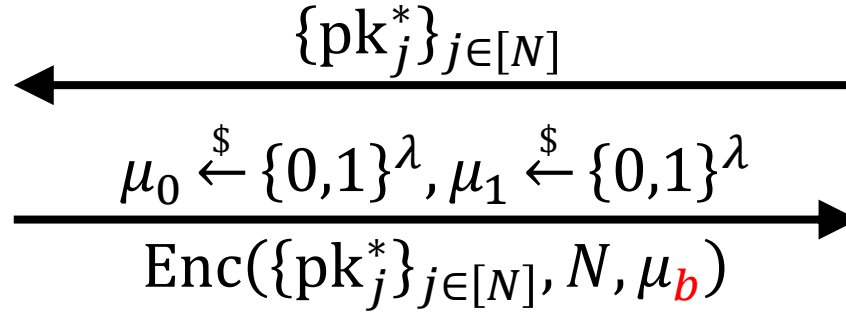 {pk*_j}_{j∈[N]}
μ_0 ←$ {0,1}^λ, μ_1 ←$ {0,1}^λ
Enc({pk*_j}_{j∈[N]}, N, μ_b)